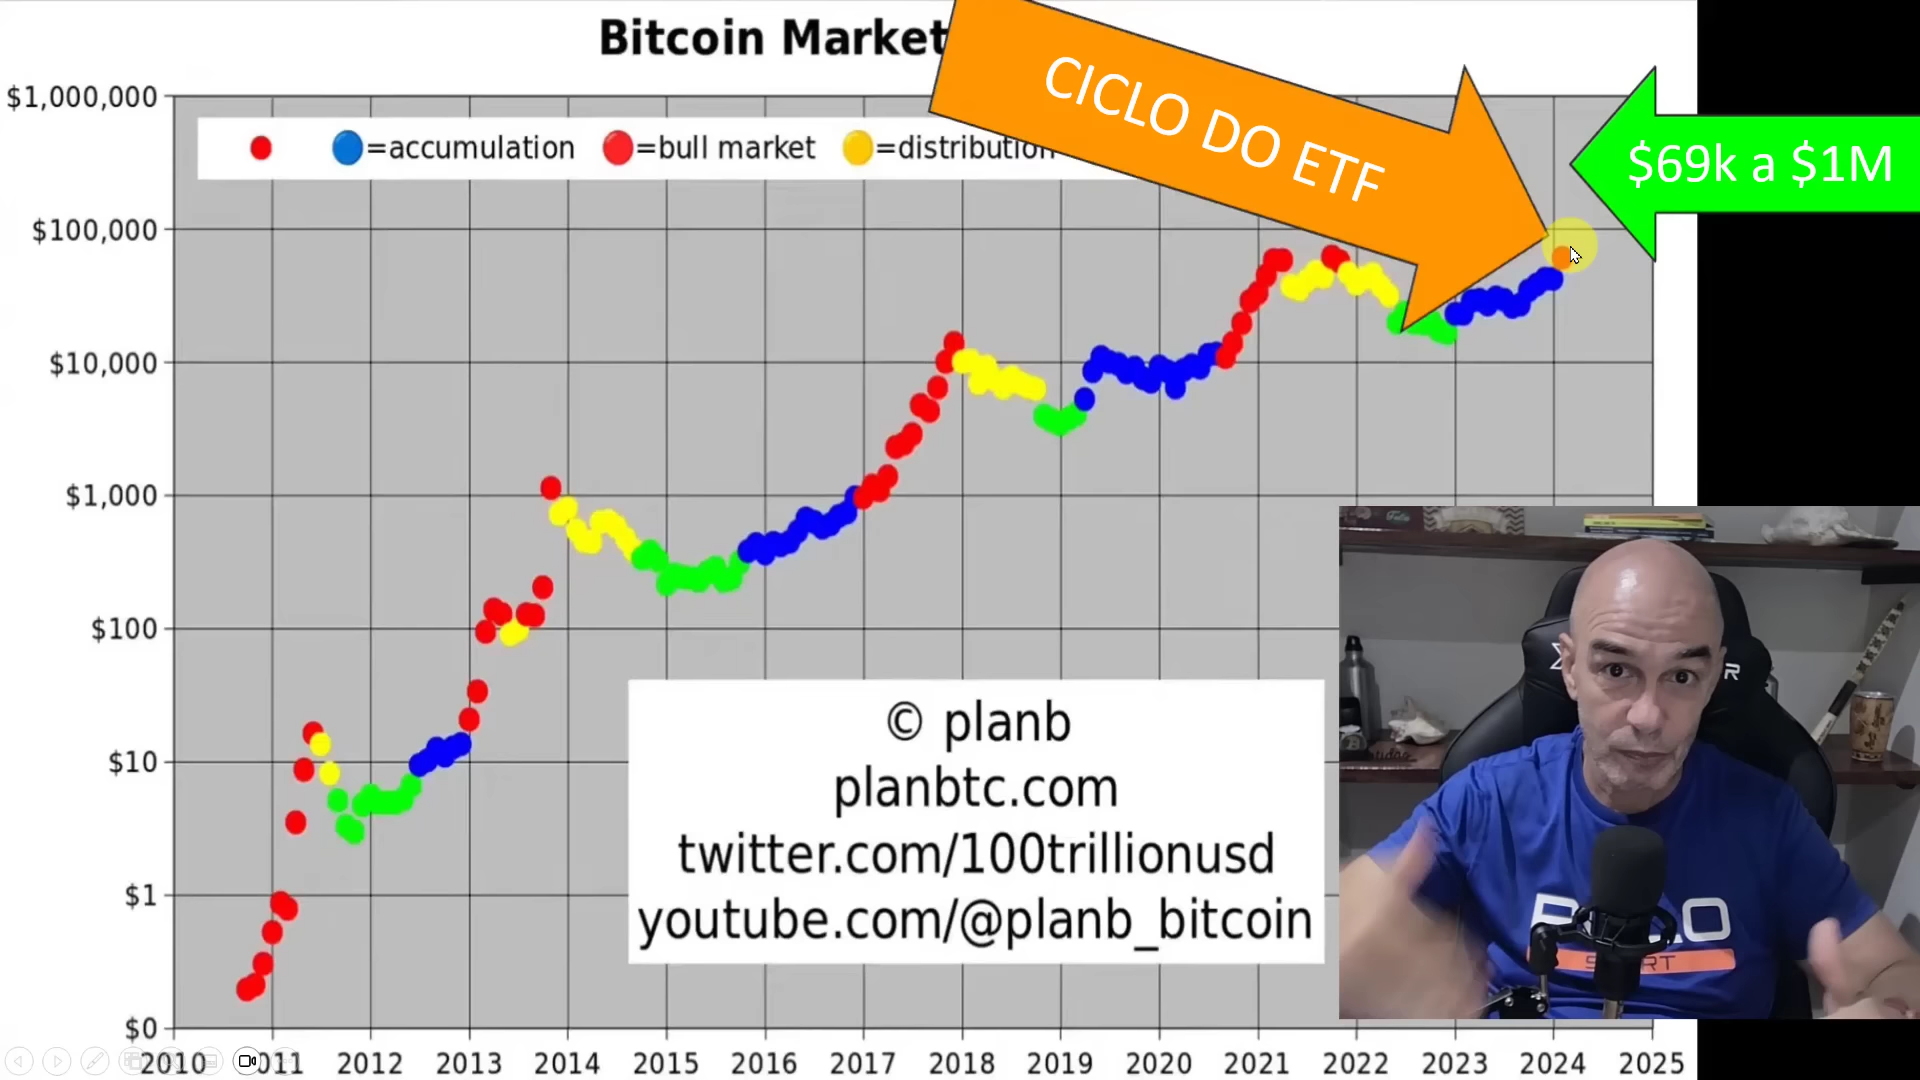 Bitcoin Market
CICLO DO ETF
$69k a $1M
=accumulation =bull market =distribution
$1,000,000
$100,000
$10,000
$1,000
$100
$10
$1
$0
2010 2011 2012 2013 2014 2015 2016 2017 2018 2019 2020 2021 2022 2023 2024 2025
© planb
planbtc.com
twitter.com/100trillionusd
youtube.com/@planb_bitcoin